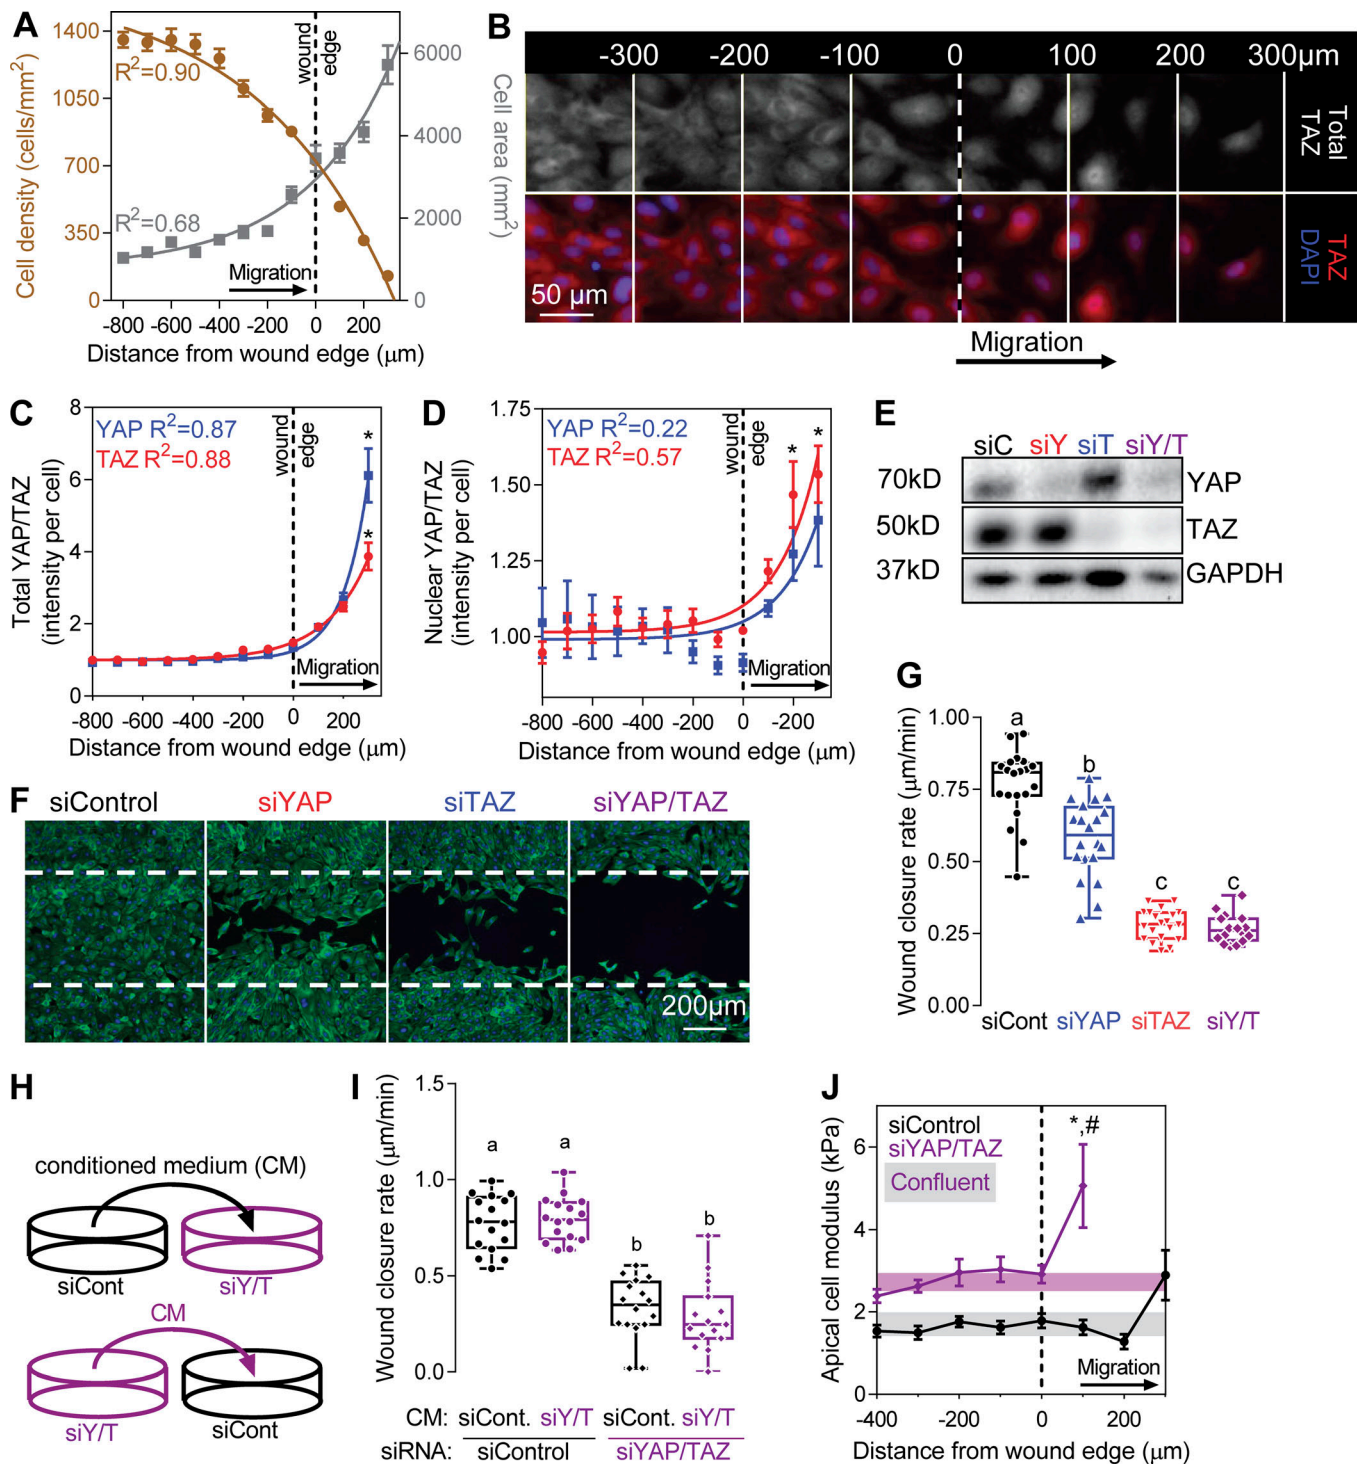 A
1400
1050
700
350
0
Cell density (cells/mm²)
R²=0.90
R²=0.68
wound
edge
Migration
6000
4000
2000
0
Cell area (mm²)
-800 -600 -400 -200 0 200
Distance from wound edge (µm)
B
-300 -200 -100 0 100 200 300µm
Total
TAZ
TAZ
DAPI
50 µm
Migration
C
8
6
4
2
0
Total YAP/TAZ
(intensity per cell)
YAP R²=0.87
TAZ R²=0.88
wound
edge
*
*
Migration
-800 -600 -400 -200 0 200
Distance from wound edge (µm)
D
1.75
1.50
1.25
1.00
Nuclear YAP/TAZ
(intensity per cell)
YAP R²=0.22
TAZ R²=0.57
wound
edge
* *
Migration
-800 -600 -400 -200 0 -200
Distance from wound edge (µm)
E
siC siY siT siY/T
70kD YAP
50kD TAZ
37kD GAPDH
F
siControl siYAP siTAZ siYAP/TAZ
200µm
G
1.00
0.75
0.50
0.25
0.00
Wound closure rate (µm/min)
a b c c
siCont siYAP siTAZ siY/T
H
conditioned medium (CM)
siCont siY/T
CM
siY/T siCont
I
1.5
1.0
0.5
0.0
Wound closure rate (µm/min)
a a b b
CM: siCont. siY/T siCont. siY/T
siRNA: siControl siYAP/TAZ
J
6
4
2
0
Apical cell modulus (kPa)
siControl
siYAP/TAZ
Confluent
*,#
Migration
-400 -200 0 200
Distance from wound edge (µm)